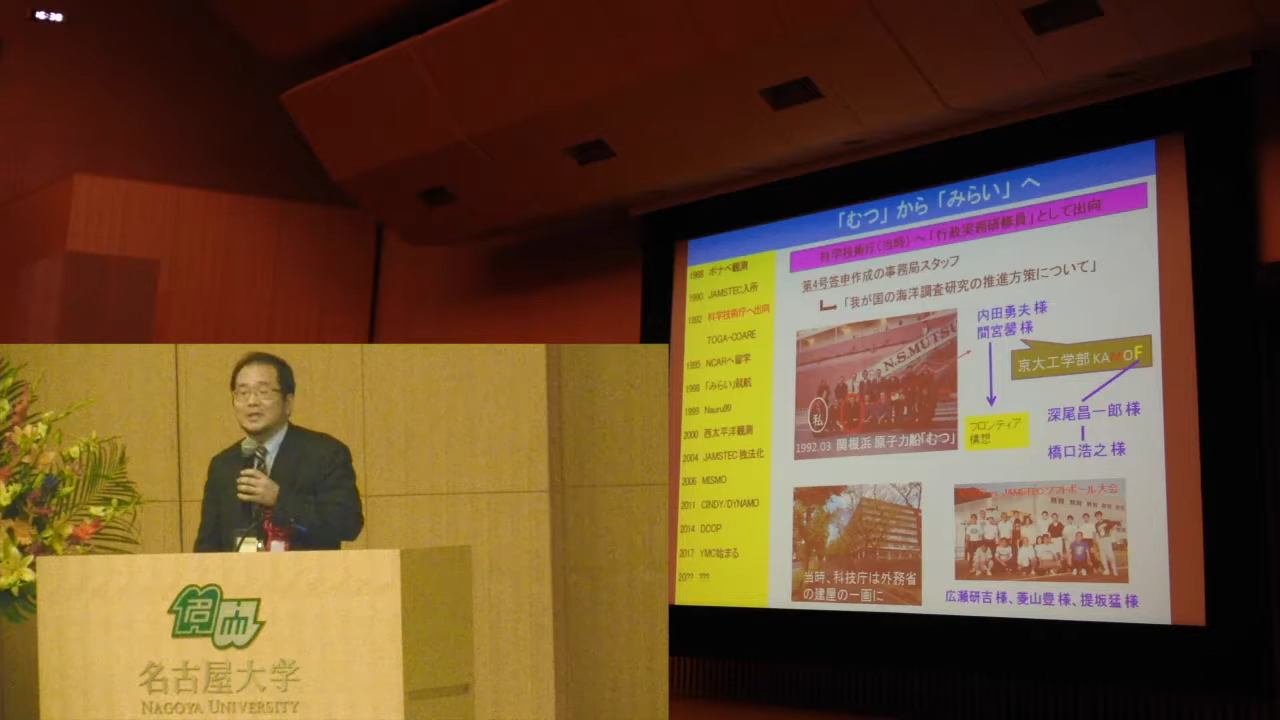 「むつ」から「みらい」へ
科学技術庁(当時)へ「行政実務研修員」として出向
1988 ポナペ観測
1990 JAMSTEC入所
1992 科学技術庁へ出向
TOGA-COARE
1995 NCARへ留学
1998 「みらい」就航
1999 Nauru99
2000 西太平洋観測
2004 JAMSTEC 独法化
2006 MISMO
2011 CINDY/DYNAMO
2014 DCOP
2017 YMC始まる
20?? ???
第4号答申作成の事務局スタッフ
「我が国の海洋調査研究の推進方策について」
N.S.MUTSU
私
1992.03 関根浜 原子力船「むつ」
内田勇夫 様
間宮馨 様
フロンティア
構想
京大工学部 KAMOF
深尾昌一郎 様
橋口浩之 様
当時、科技庁は外務省
の建屋の一画に
JAMSTECソフトボール大会
広瀬研吉 様、菱山豊 様、提坂猛 様
名古屋大学
NAGOYA UNIVERSITY